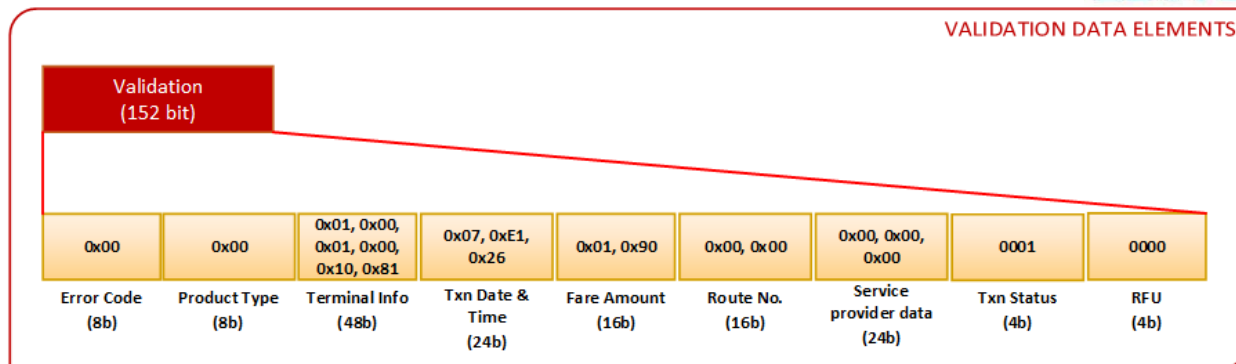 VALIDATION DATA ELEMENTS
Validation
(152 bit)
0x00
0x00
0x01, 0x00,
0x01, 0x00,
0x10, 0x81
0x07, 0xE1,
0x26
0x01, 0x90
0x00, 0x00
0x00, 0x00,
0x00
0001
0000
Error Code
(8b)
Product Type
(8b)
Terminal Info
(48b)
Txn Date &
Time
(24b)
Fare Amount
(16b)
Route No.
(16b)
Service
provider data
(24b)
Txn Status
(4b)
RFU
(4b)